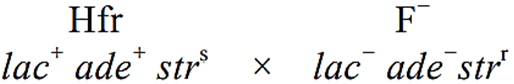 Hfr F⁻
lac⁺ ade⁺ strˢ × lac⁻ ade⁻strʳ